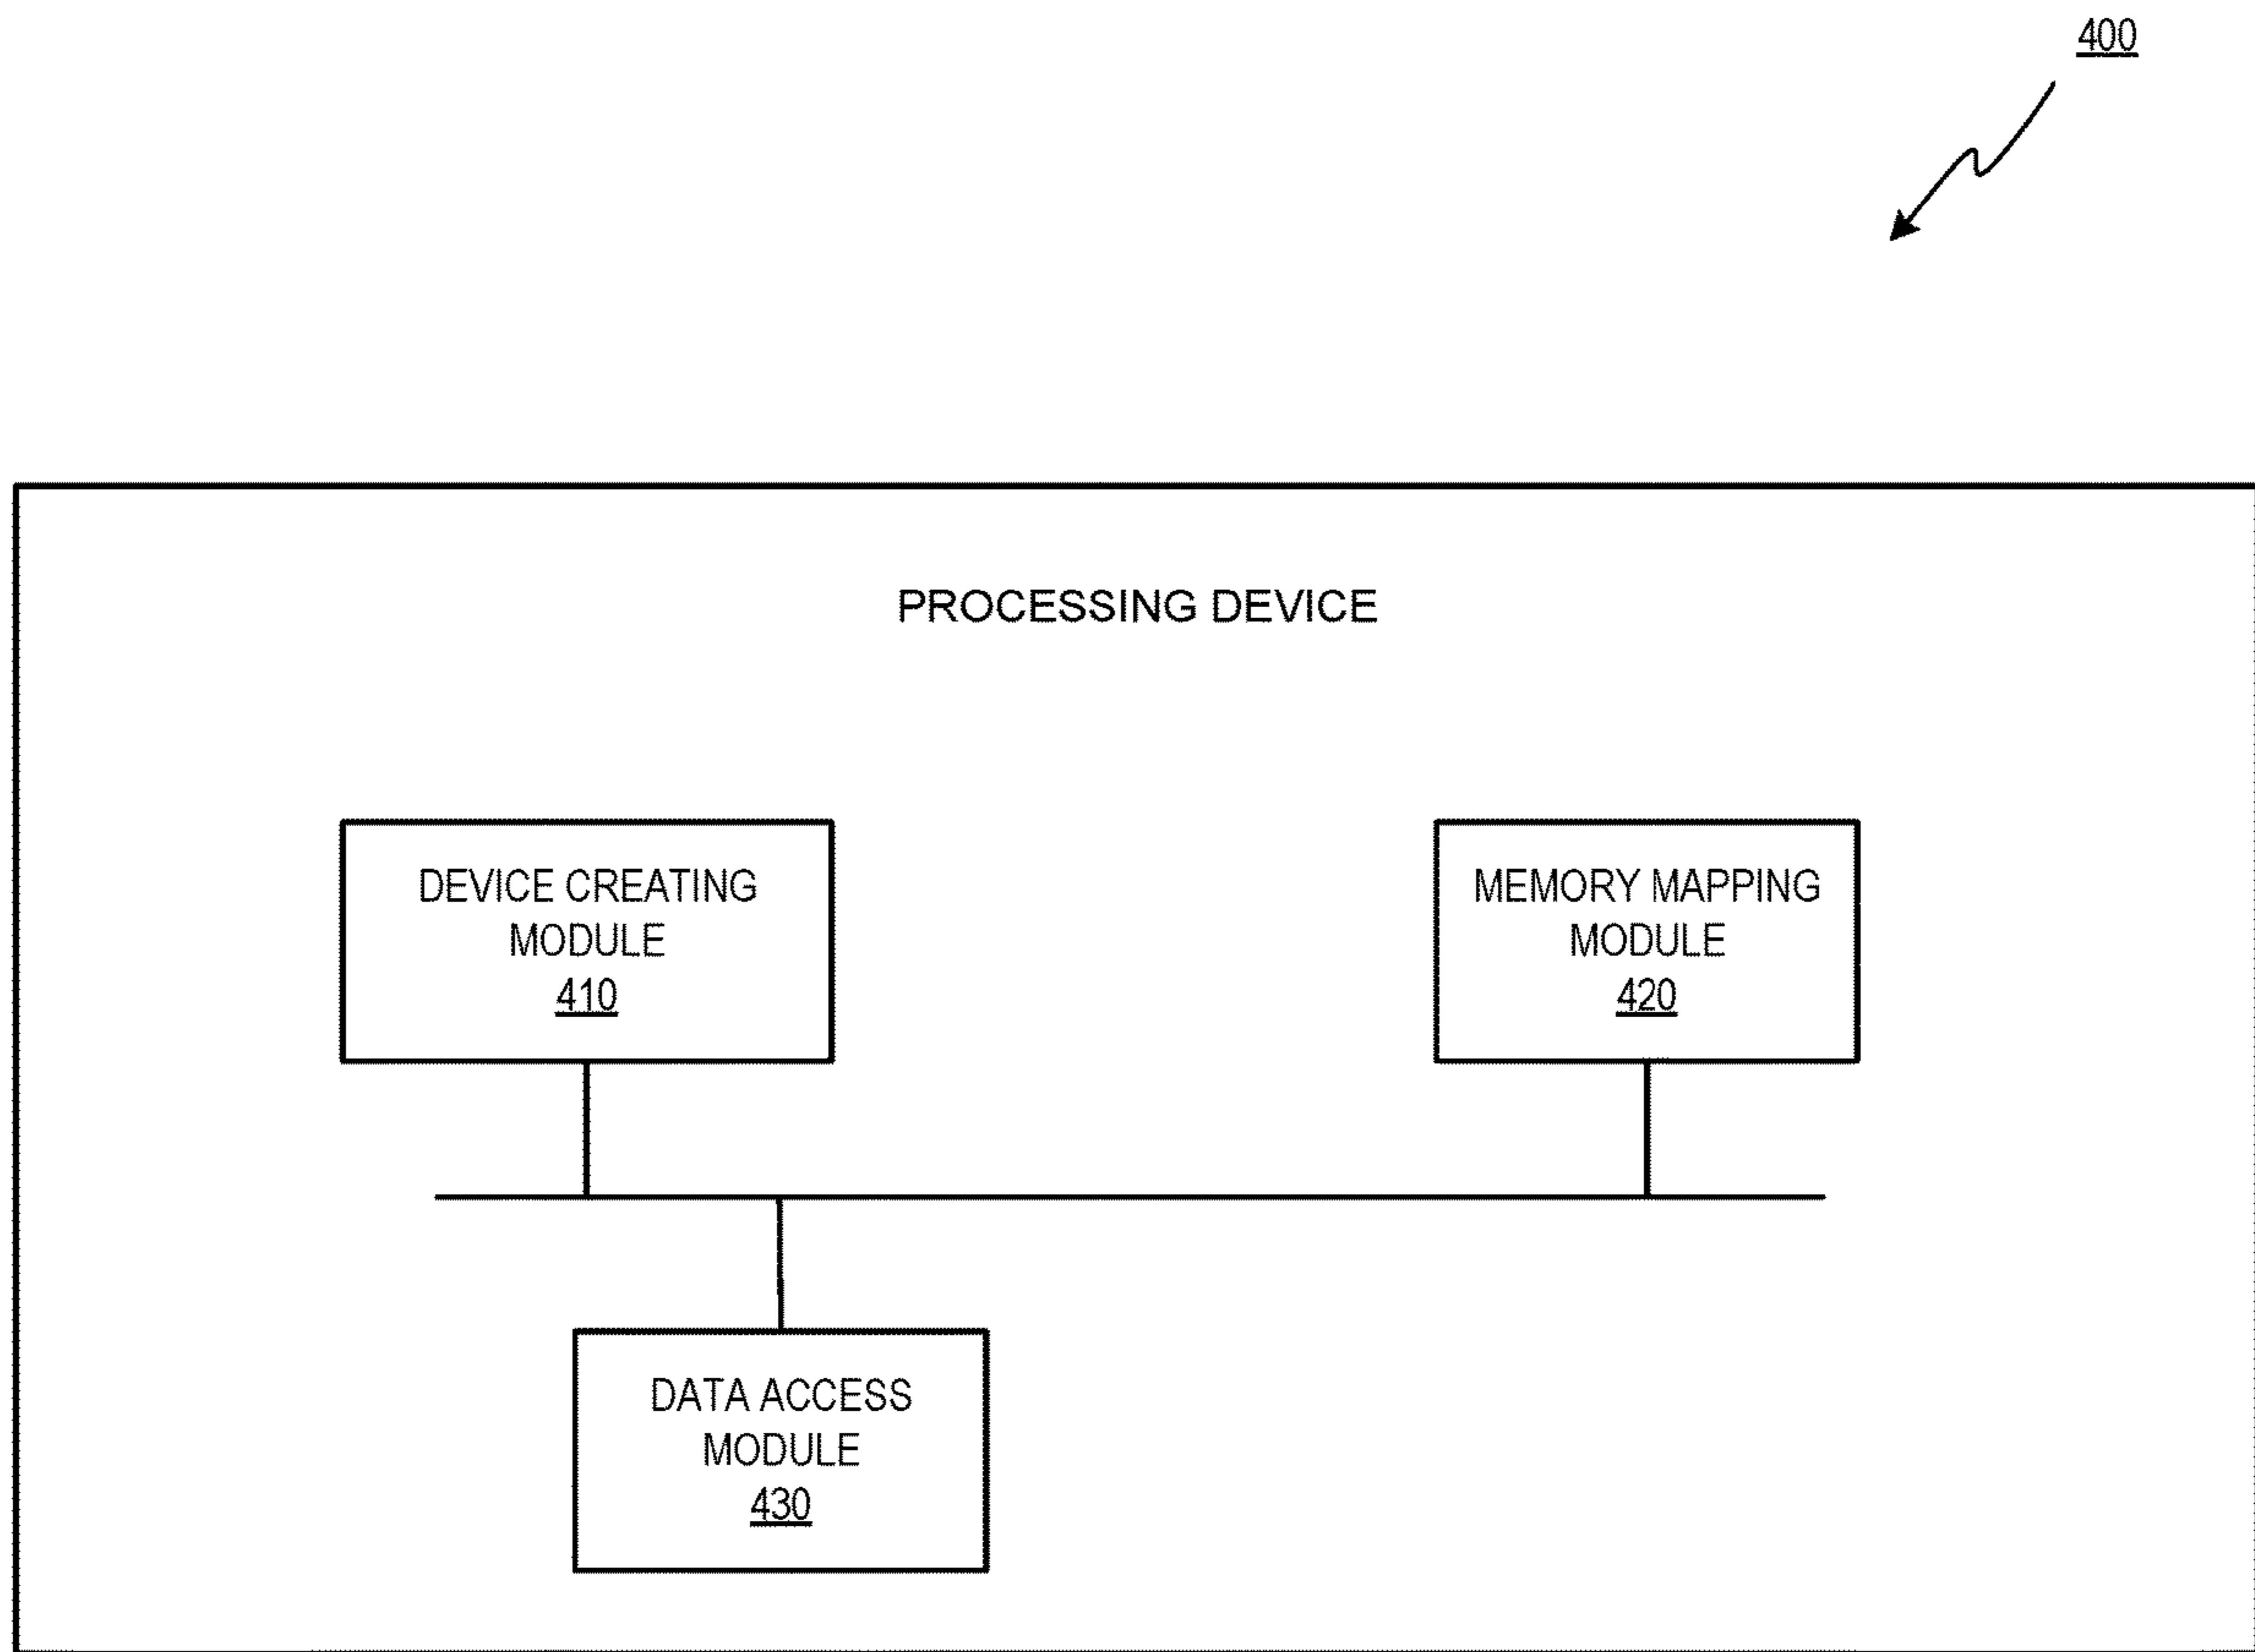 400
PROCESSING DEVICE
DEVICE CREATING
MODULE
410
MEMORY MAPPING
MODULE
420
DATA ACCESS
MODULE
430